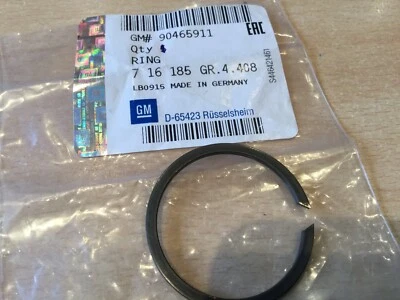 GM# 90465911
EAC
Qty
RING
7 16 185 GR.4.408
LB0915 MADE IN GERMANY
GM
D-65423 Rüsselsheim